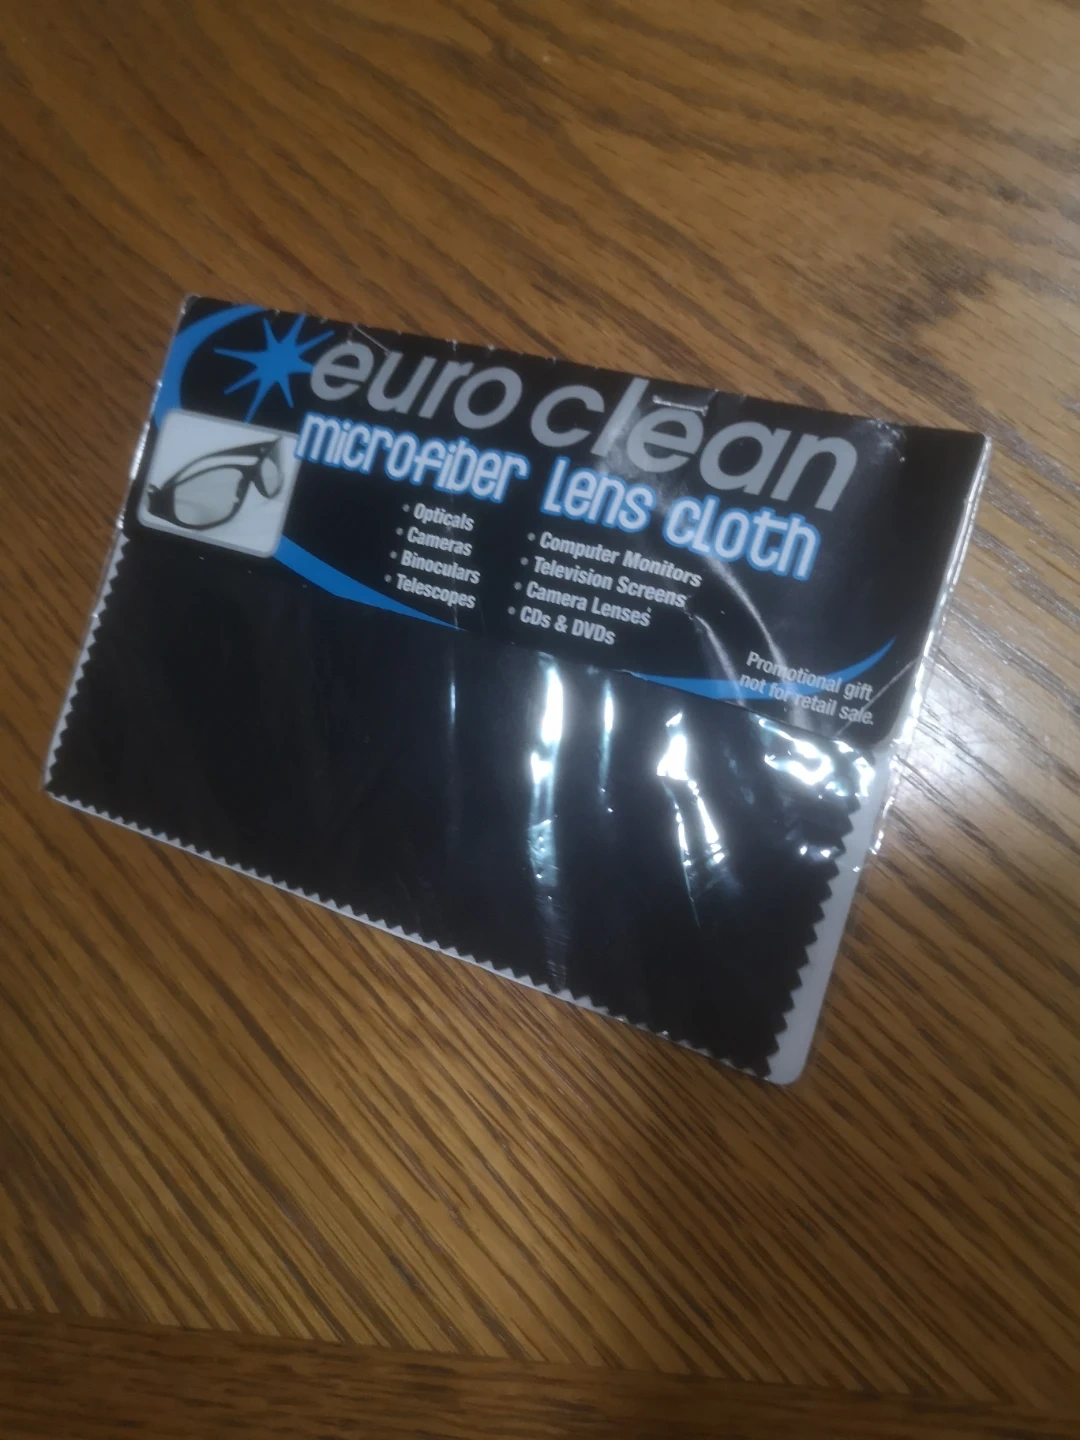 euro clēan
microfiber Lens cloth
• Opticals
• Cameras
• Binoculars
• Telescopes
• Computer Monitors
• Television Screens
• Camera Lenses
• CDs & DVDs
Promotional gift
not for retail sale.